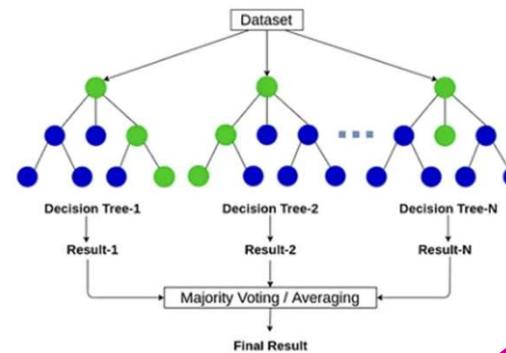 Dataset
Decision Tree-1
Decision Tree-2
Decision Tree-N
Result-1
Result-2
Result-N
Majority Voting / Averaging
Final Result